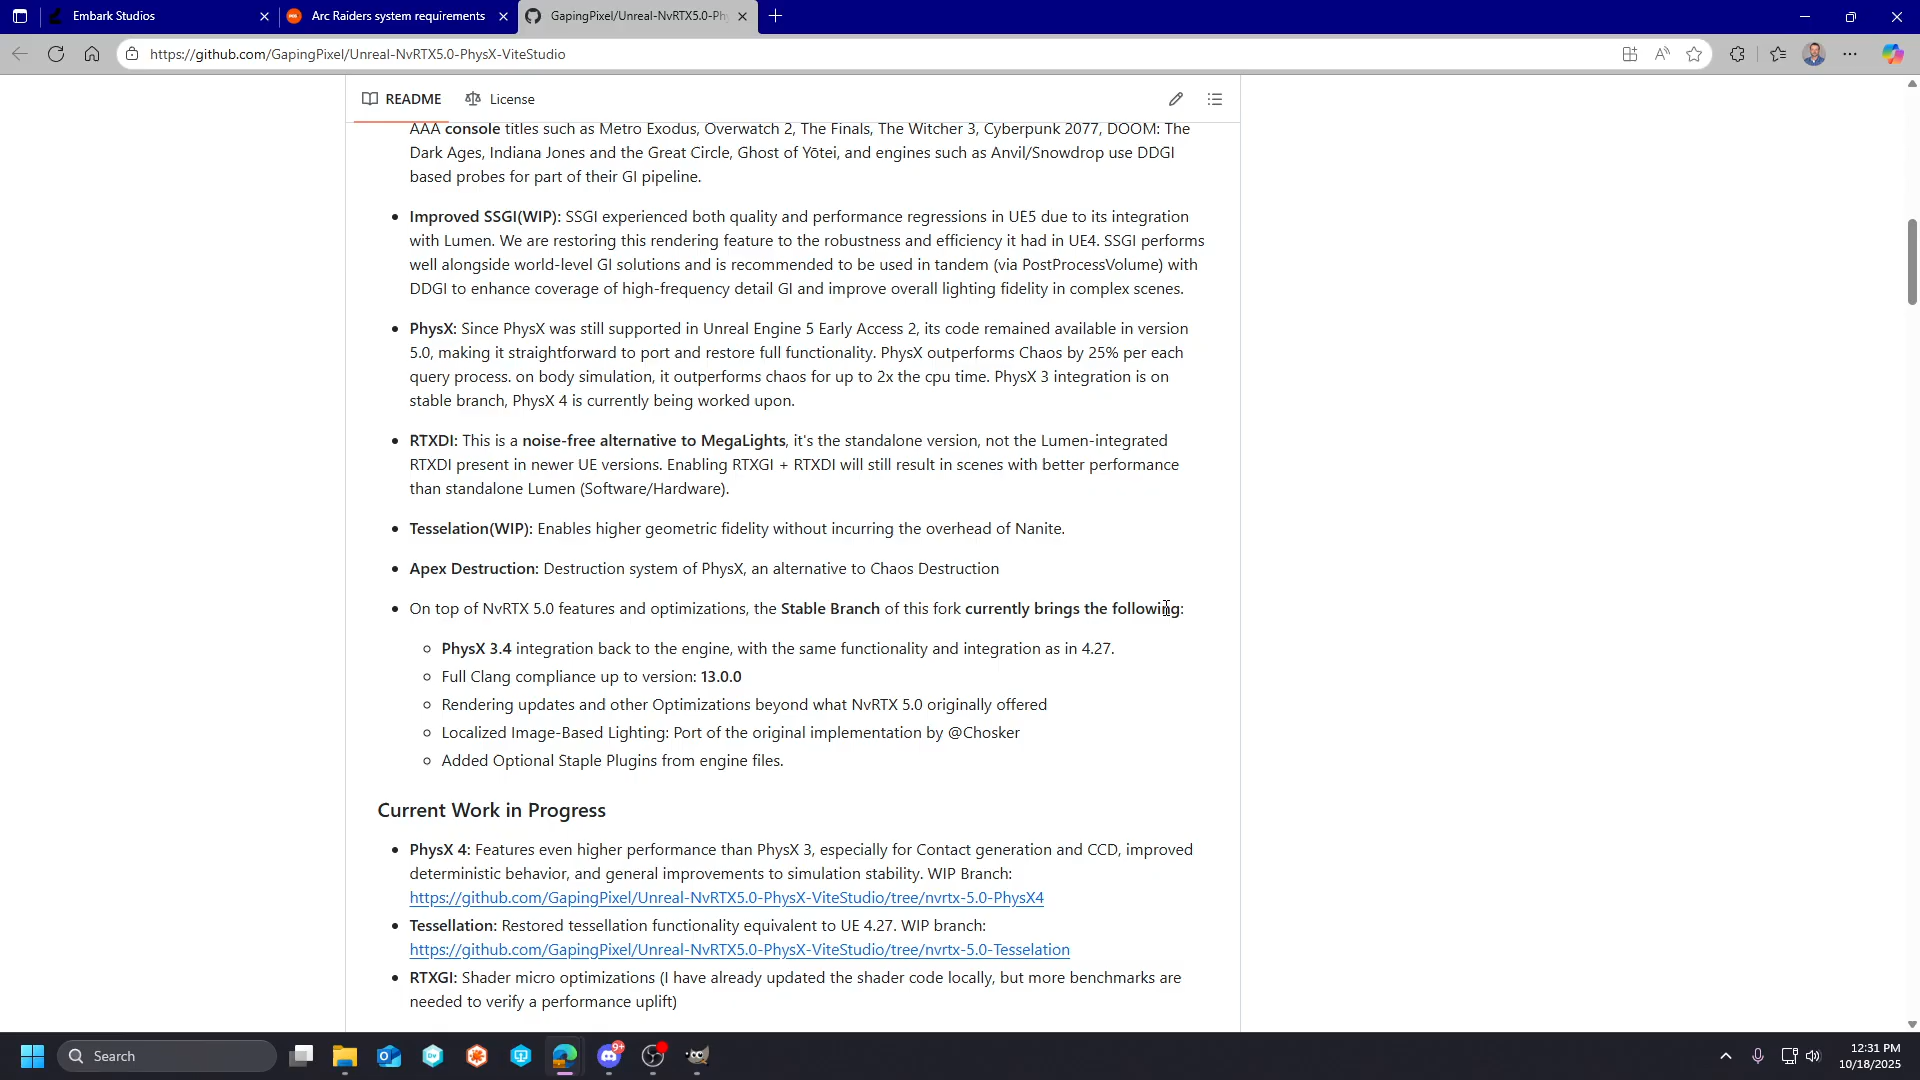 Embark Studios
Arc Raiders system requirements
GapingPixel/Unreal-NvRTX5.0-Ph
https://github.com/GapingPixel/Unreal-NvRTX5.0-PhysX-ViteStudio
README
License
AAA console titles such as Metro Exodus, Overwatch 2, The Finals, The Witcher 3, Cyberpunk 2077, DOOM: The
Dark Ages, Indiana Jones and the Great Circle, Ghost of Yōtei, and engines such as Anvil/Snowdrop use DDGI
based probes for part of their GI pipeline.
Improved SSGI(WIP): SSGI experienced both quality and performance regressions in UE5 due to its integration
with Lumen. We are restoring this rendering feature to the robustness and efficiency it had in UE4. SSGI performs
well alongside world-level GI solutions and is recommended to be used in tandem (via PostProcessVolume) with
DDGI to enhance coverage of high-frequency detail GI and improve overall lighting fidelity in complex scenes.
PhysX: Since PhysX was still supported in Unreal Engine 5 Early Access 2, its code remained available in version
5.0, making it straightforward to port and restore full functionality. PhysX outperforms Chaos by 25% per each
query process. on body simulation, it outperforms chaos for up to 2x the cpu time. PhysX 3 integration is on
stable branch, PhysX 4 is currently being worked upon.
RTXDI: This is a noise-free alternative to MegaLights, it's the standalone version, not the Lumen-integrated
RTXDI present in newer UE versions. Enabling RTXGI + RTXDI will still result in scenes with better performance
than standalone Lumen (Software/Hardware).
Tesselation(WIP): Enables higher geometric fidelity without incurring the overhead of Nanite.
Apex Destruction: Destruction system of PhysX, an alternative to Chaos Destruction
On top of NvRTX 5.0 features and optimizations, the Stable Branch of this fork currently brings the following:
PhysX 3.4 integration back to the engine, with the same functionality and integration as in 4.27.
Full Clang compliance up to version: 13.0.0
Rendering updates and other Optimizations beyond what NvRTX 5.0 originally offered
Localized Image-Based Lighting: Port of the original implementation by @Chosker
Added Optional Staple Plugins from engine files.
Current Work in Progress
PhysX 4: Features even higher performance than PhysX 3, especially for Contact generation and CCD, improved
deterministic behavior, and general improvements to simulation stability. WIP Branch:
https://github.com/GapingPixel/Unreal-NvRTX5.0-PhysX-ViteStudio/tree/nvrtx-5.0-PhysX4
Tessellation: Restored tessellation functionality equivalent to UE 4.27. WIP branch:
https://github.com/GapingPixel/Unreal-NvRTX5.0-PhysX-ViteStudio/tree/nvrtx-5.0-Tesselation
RTXGI: Shader micro optimizations (I have already updated the shader code locally, but more benchmarks are
needed to verify a performance uplift)
Search
9+
12:31 PM
10/18/2025